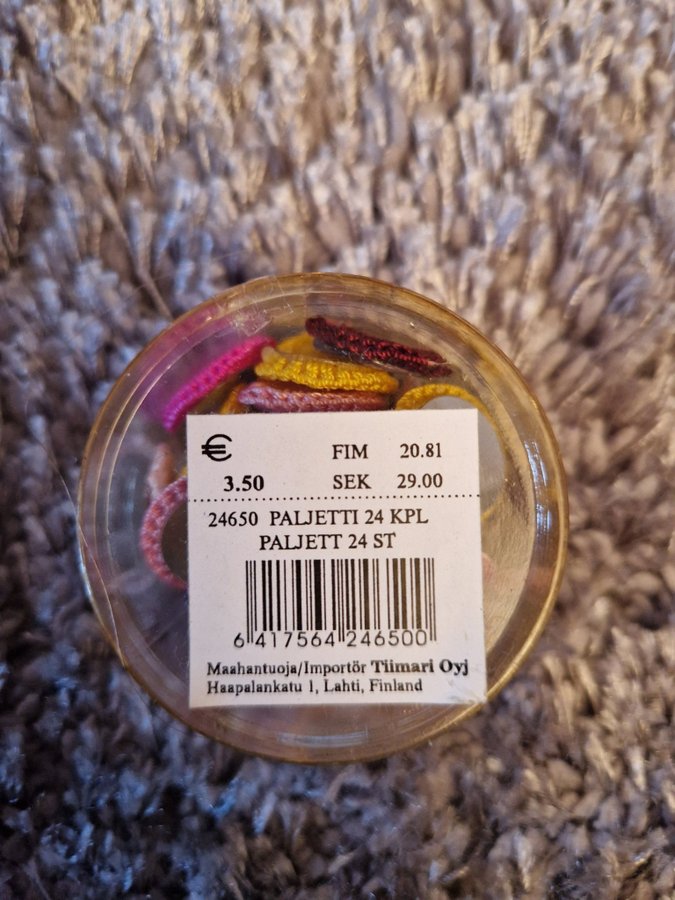 € FIM 20.81
3.50 SEK 29.00
24650 PALJETTI 24 KPL
PALJETT 24 ST
6 417564 246500
Maahantuoja/Importör Tiimari Oyj
Haapalankatu 1, Lahti, Finland